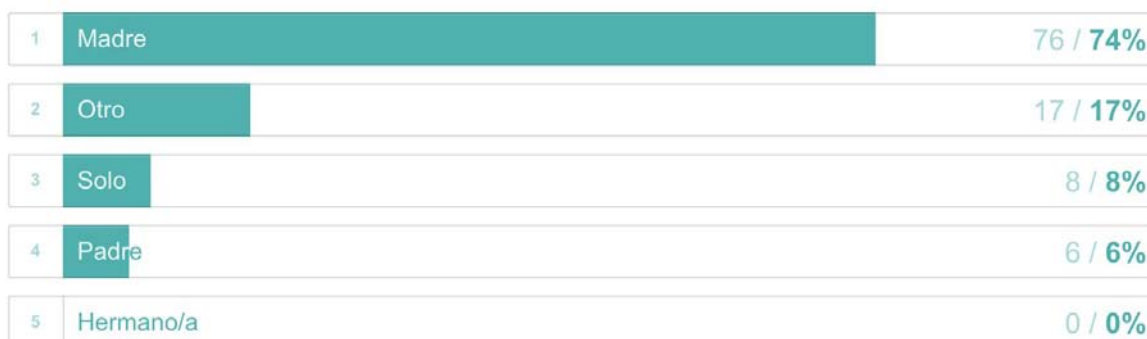 1 Madre 76 / 74%
2 Otro 17 / 17%
3 Solo 8 / 8%
4 Padre 6 / 6%
5 Hermano/a 0 / 0%